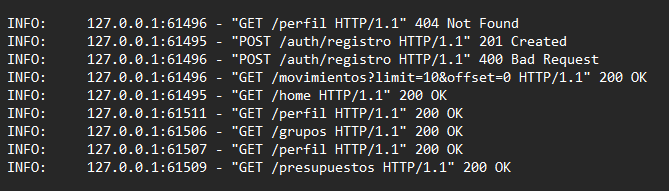 INFO:     127.0.0.1:61496 - "GET /perfil HTTP/1.1" 404 Not Found
INFO:     127.0.0.1:61495 - "POST /auth/registro HTTP/1.1" 201 Created
INFO:     127.0.0.1:61496 - "POST /auth/registro HTTP/1.1" 400 Bad Request
INFO:     127.0.0.1:61496 - "GET /movimientos?limit=10&offset=0 HTTP/1.1" 200 OK
INFO:     127.0.0.1:61495 - "GET /home HTTP/1.1" 200 OK
INFO:     127.0.0.1:61511 - "GET /perfil HTTP/1.1" 200 OK
INFO:     127.0.0.1:61506 - "GET /grupos HTTP/1.1" 200 OK
INFO:     127.0.0.1:61507 - "GET /perfil HTTP/1.1" 200 OK
INFO:     127.0.0.1:61509 - "GET /presupuestos HTTP/1.1" 200 OK